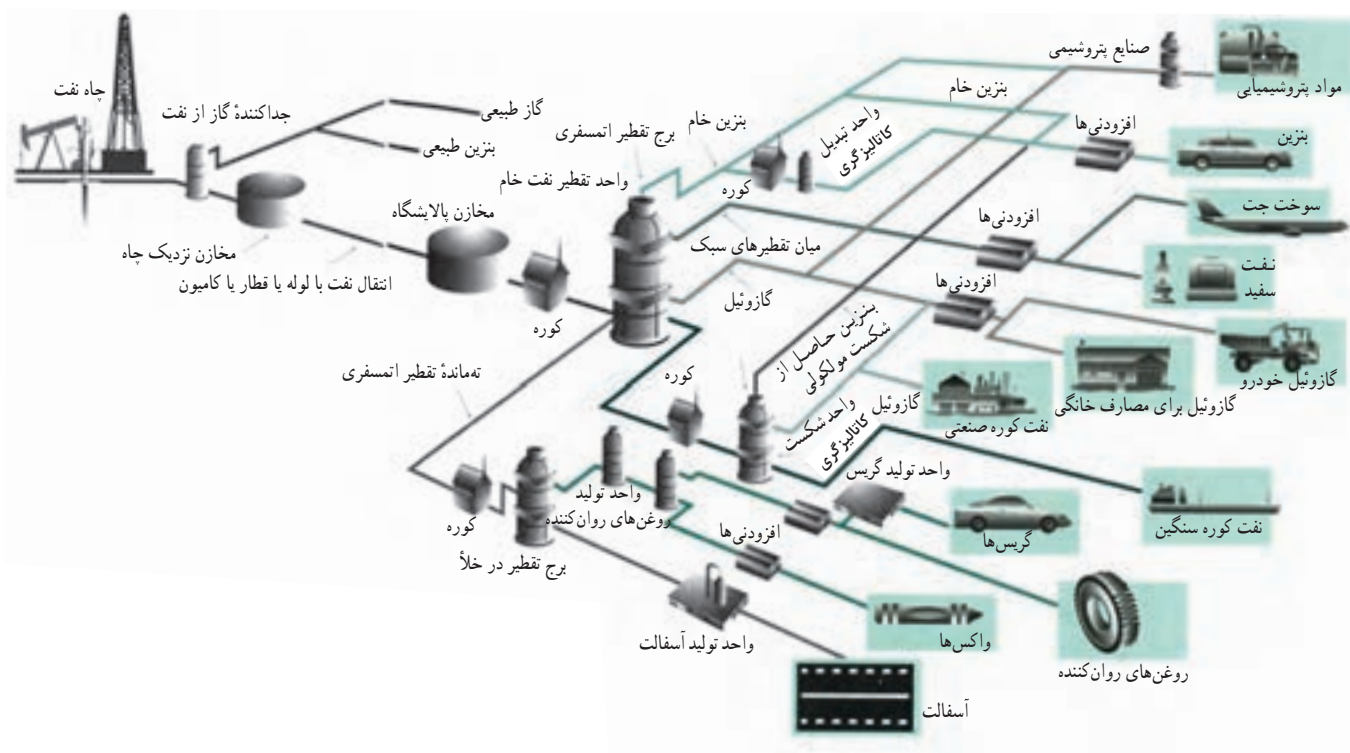 چاه نفت
جداکنندهٔ گاز از نفت
گاز طبیعی
بنزین طبیعی
مخازن نزدیک چاه
انتقال نفت با لوله یا قطار یا کامیون
مخازن پالایشگاه
کوره
واحد تقطیر نفت خام
برج تقطیر اتمسفری
بنزین خام
کوره
واحد تبدیل
کاتالیزگری
بنزین خام
صنایع پتروشیمی
مواد پتروشیمیایی
افزودنی‌ها
بنزین
میان تقطیرهای سبک
افزودنی‌ها
سوخت جت
نفت
سفید
گازوئیل
افزودنی‌ها
گازوئیل خودرو
گازوئیل برای مصارف خانگی
نفت کوره صنعتی
گازوئیل
بنزین حاصل از
شکست مولکولی
کوره
واحد شکست
کاتالیزگری
نفت کوره سنگین
ته‌ماندهٔ تقطیر اتمسفری
کوره
برج تقطیر در خلأ
واحد تولید
روغن‌های روان‌کننده
واحد تولید گریس
گریس‌ها
افزودنی‌ها
روغن‌های روان‌کننده
واکس‌ها
واحد تولید آسفالت
آسفالت